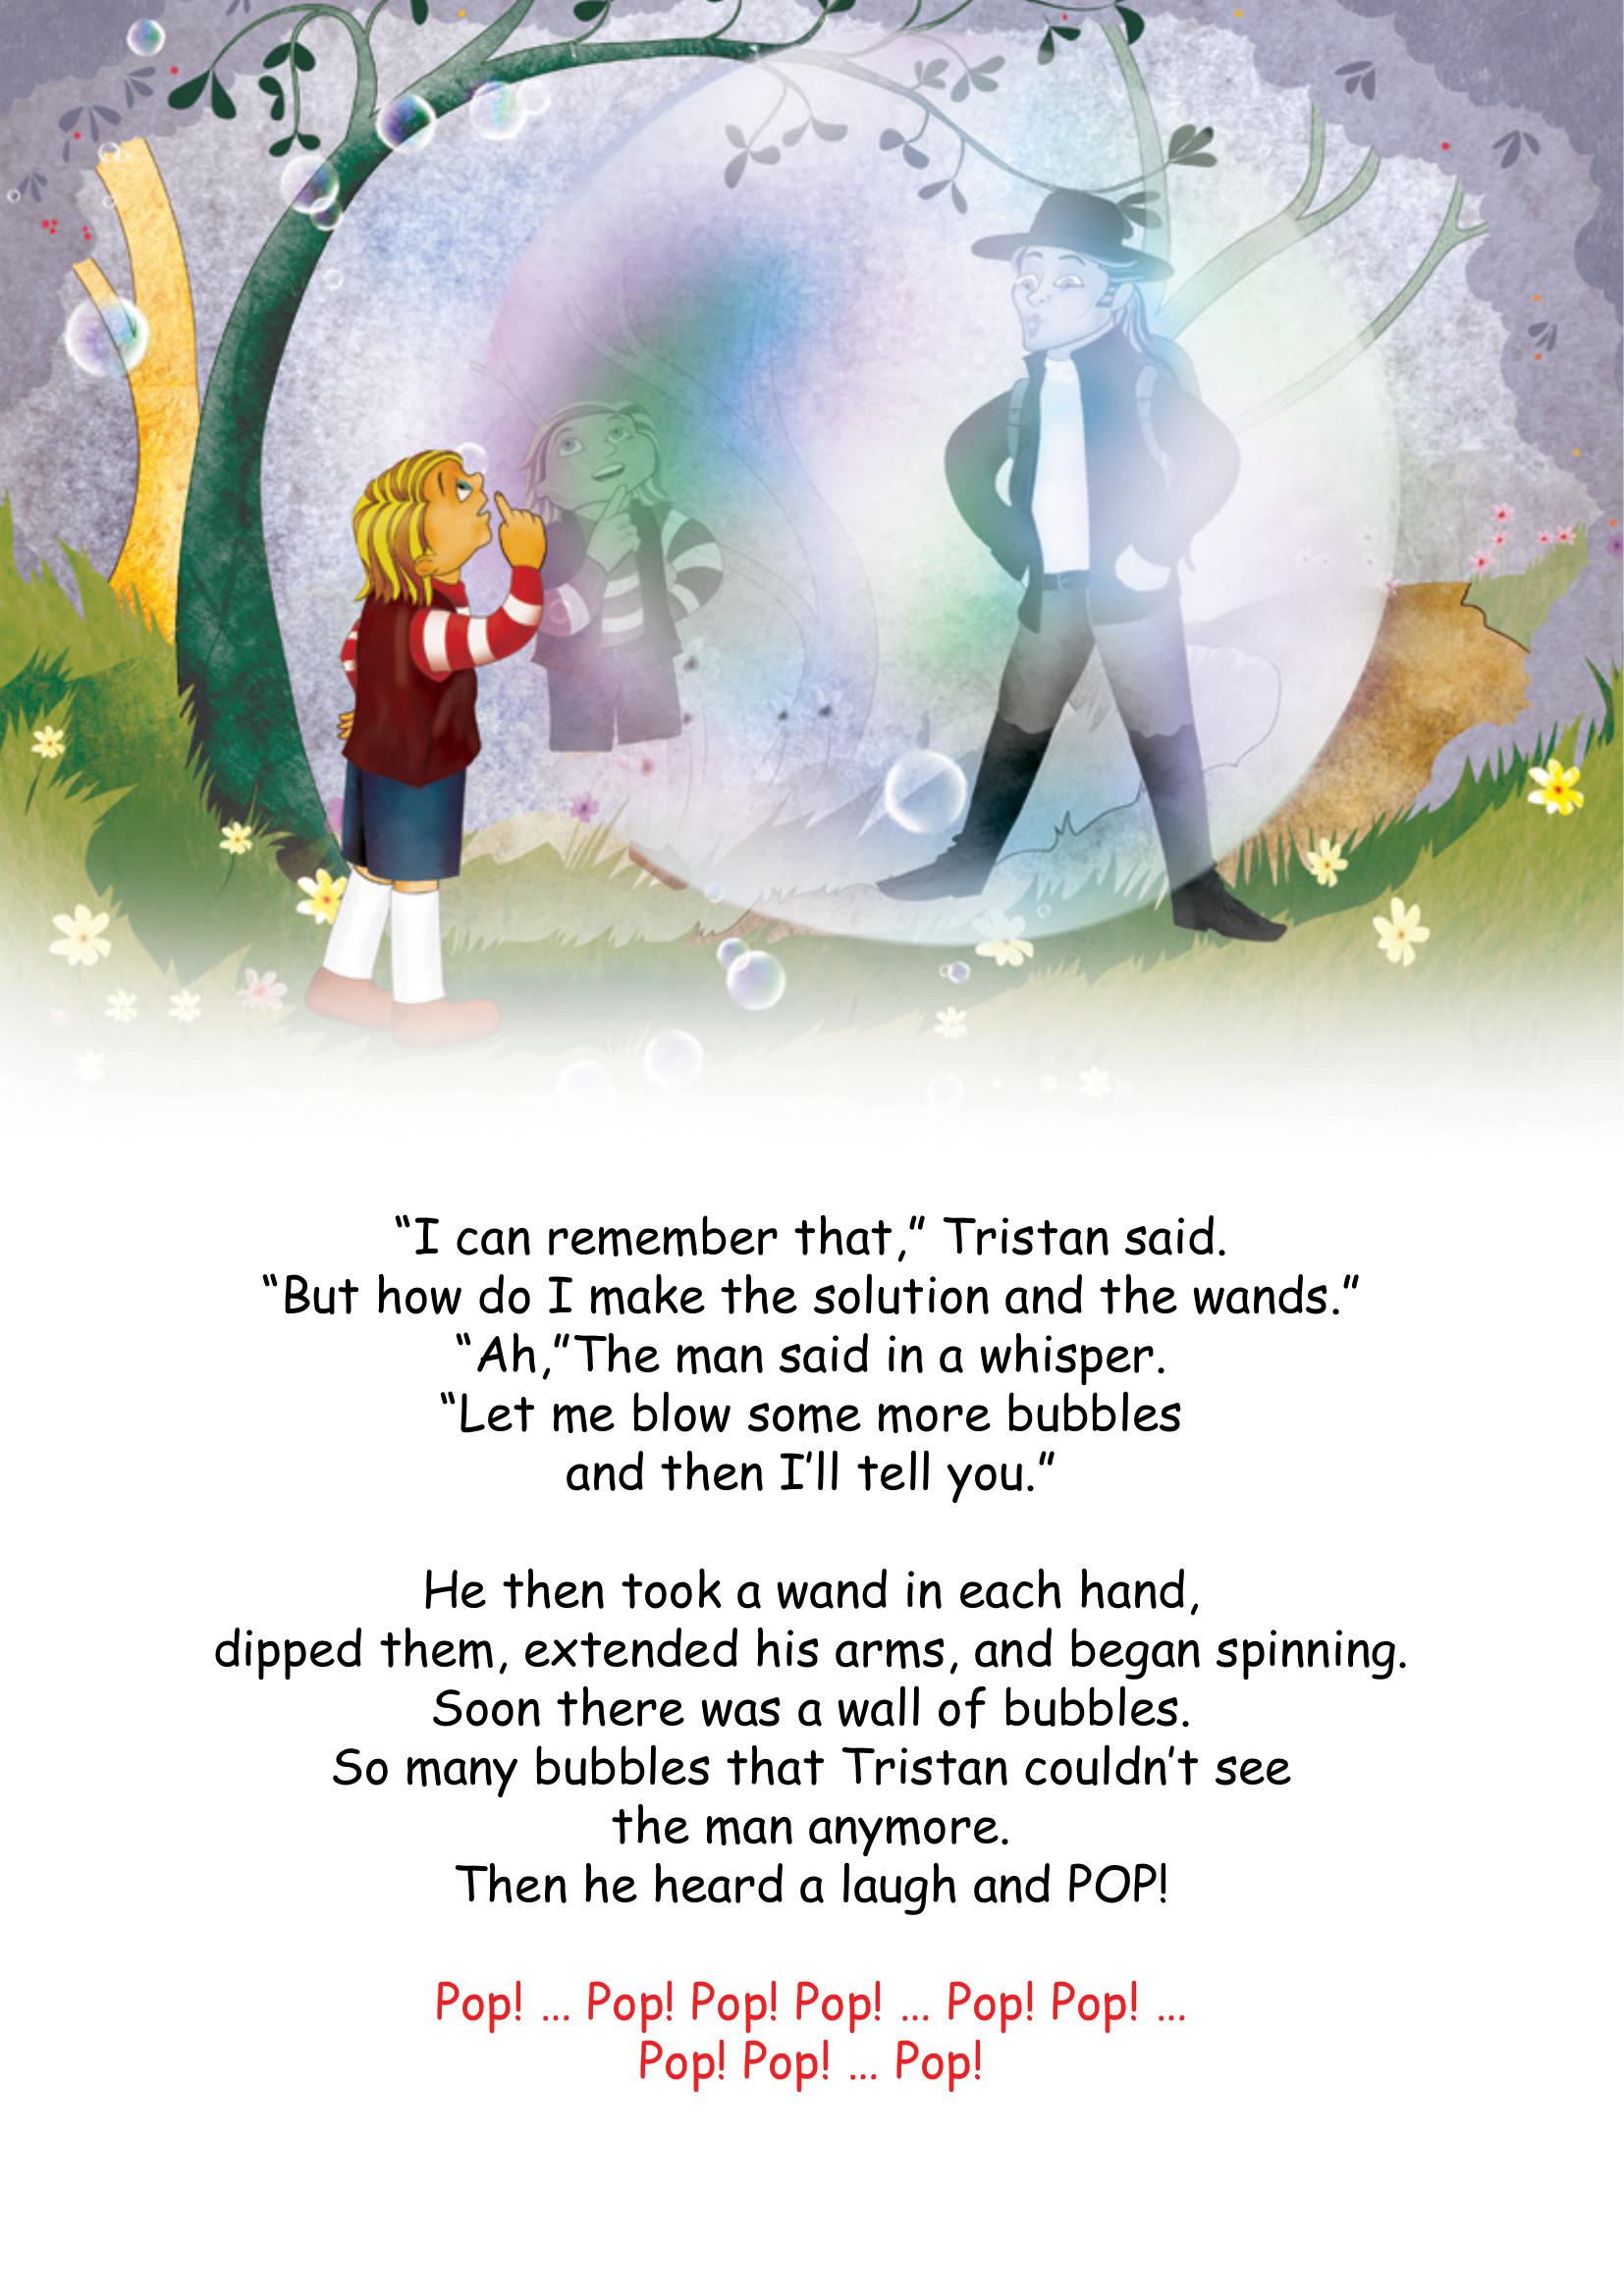 “I can remember that,” Tristan said.
“But how do I make the solution and the wands.”
“Ah,”The man said in a whisper.
“Let me blow some more bubbles
and then I’ll tell you.”
He then took a wand in each hand,
dipped them, extended his arms, and began spinning.
Soon there was a wall of bubbles.
So many bubbles that Tristan couldn’t see
the man anymore.
Then he heard a laugh and POP!
Pop! ... Pop! Pop! Pop! ... Pop! Pop! ...
Pop! Pop! ... Pop!